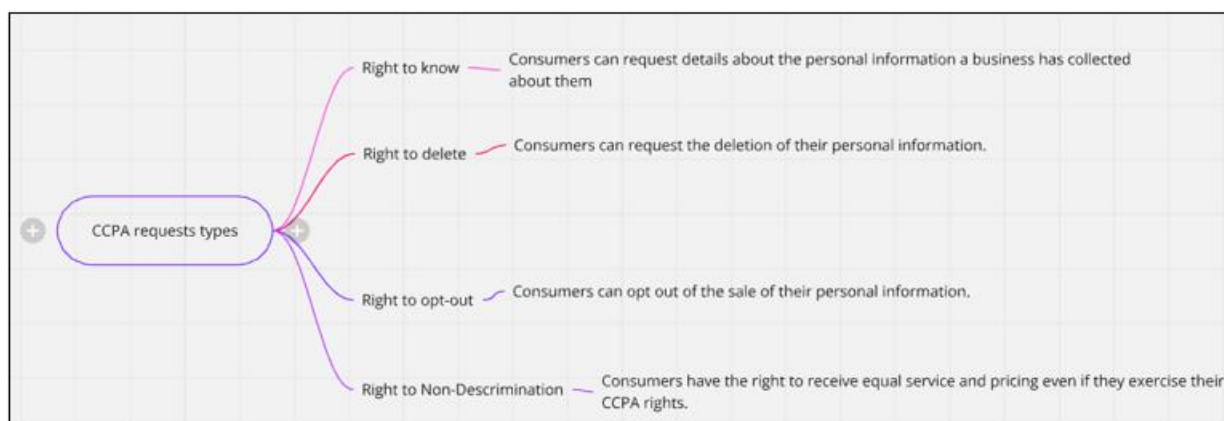 Right to know
Consumers can request details about the personal information a business has collected
about them
Right to delete
Consumers can request the deletion of their personal information.
CCPA requests types
Right to opt-out
Consumers can opt out of the sale of their personal information.
Right to Non-Descrimination
Consumers have the right to receive equal service and pricing even if they exercise their
CCPA rights.